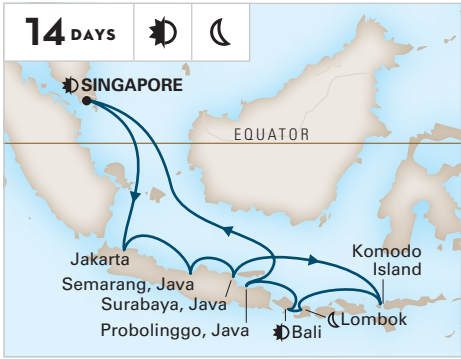 14 DAYS
SINGAPORE
EQUATOR
Jakarta
Semarang, Java
Surabaya, Java
Probolinggo, Java
Bali
Lombok
Komodo
Island